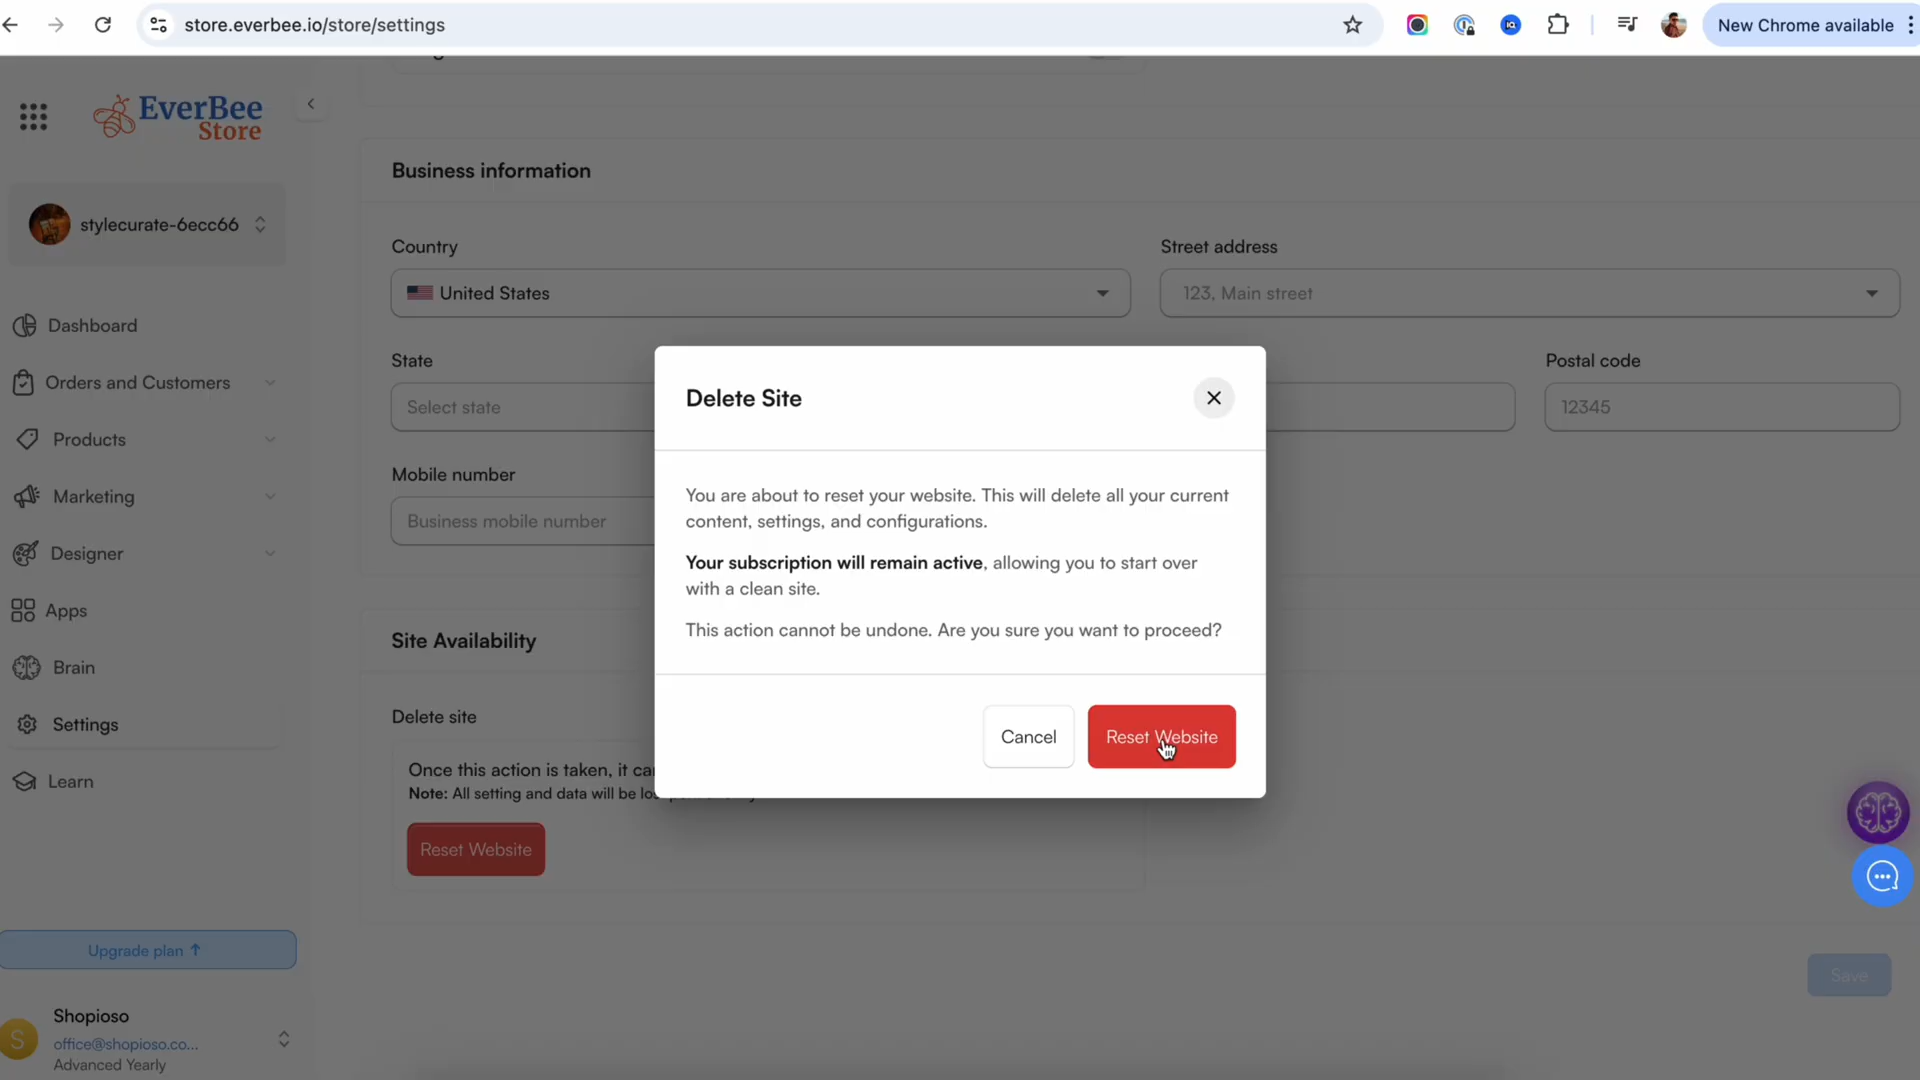 store.everbee.io/store/settings
New Chrome available
EverBee
Store
stylecurate-6ecc66
Dashboard
Orders and Customers
Products
Marketing
Designer
Apps
Brain
Settings
Learn
Upgrade plan ↑
S
Shopioso
office@shopioso.co...
Advanced Yearly
Business information
Country
Street address
United States
123, Main street
State
Postal code
Select state
12345
Mobile number
Business mobile number
Site Availability
Delete site
Once this action is taken, it
Note: All setting and data will be
Reset Website
Save
Delete Site
You are about to reset your website. This will delete all your current
content, settings, and configurations.
Your subscription will remain active, allowing you to start over
with a clean site.
This action cannot be undone. Are you sure you want to proceed?
Cancel
Reset Website